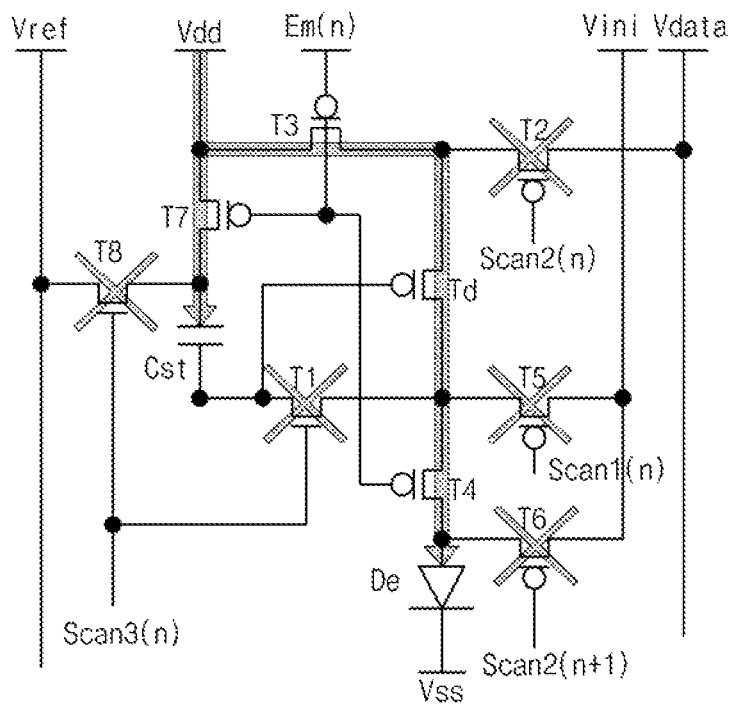 Vref Vdd Em(n) Vini Vdata
T3 T2
T7
T8 Scan2(n)
Td
Cst T1 T5
T4 Scan1(n)
T6
De
Scan3(n) Scan2(n+1)
Vss